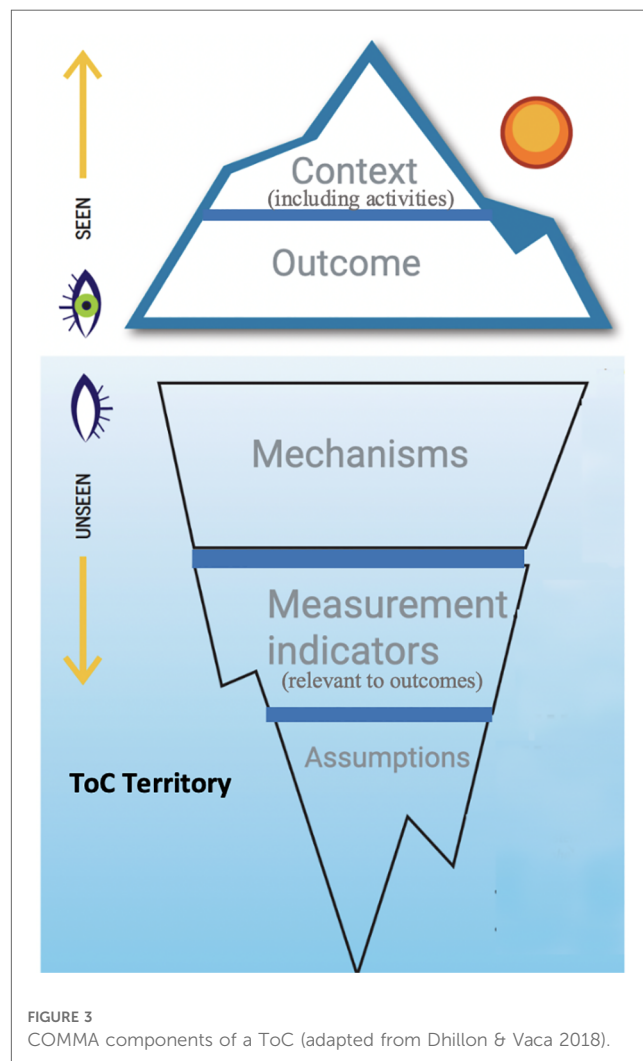 SEEN
Context
(including activities)
Outcome
UNSEEN
Mechanisms
Measurement
indicators
(relevant to outcomes)
Assumptions
ToC Territory
FIGURE 3
COMMA components of a ToC (adapted from Dhillon & Vaca 2018).